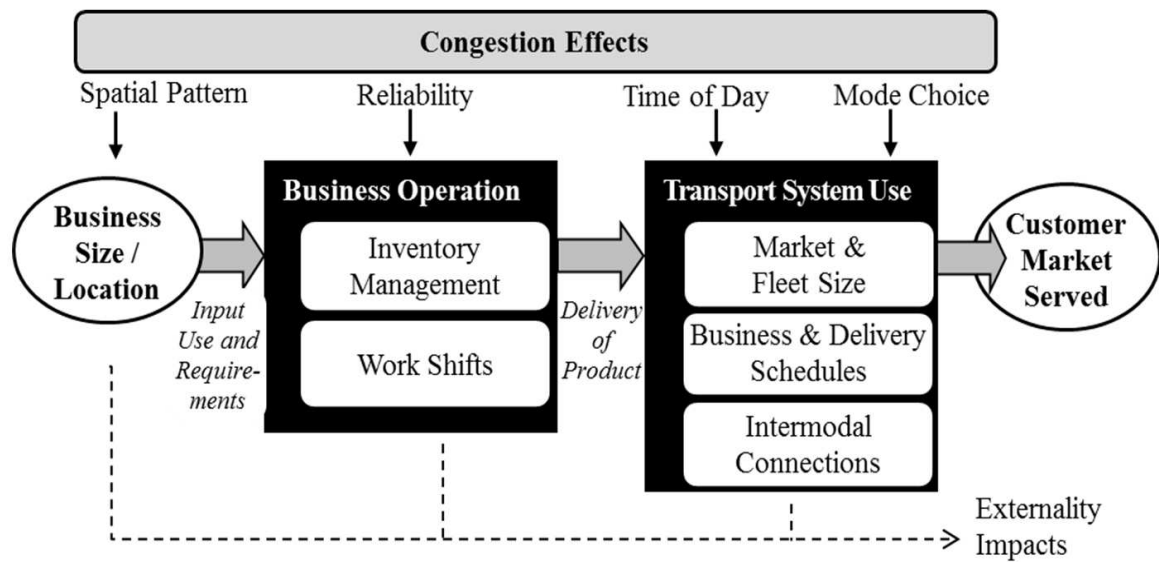 Congestion Effects
Spatial Pattern
Reliability
Time of Day
Mode Choice
Business
Size /
Location
Input
Use and
Require-
ments
Business Operation
Inventory
Management
Work Shifts
Delivery
of
Product
Transport System Use
Market &
Fleet Size
Business & Delivery
Schedules
Intermodal
Connections
Customer
Market
Served
Externality
Impacts